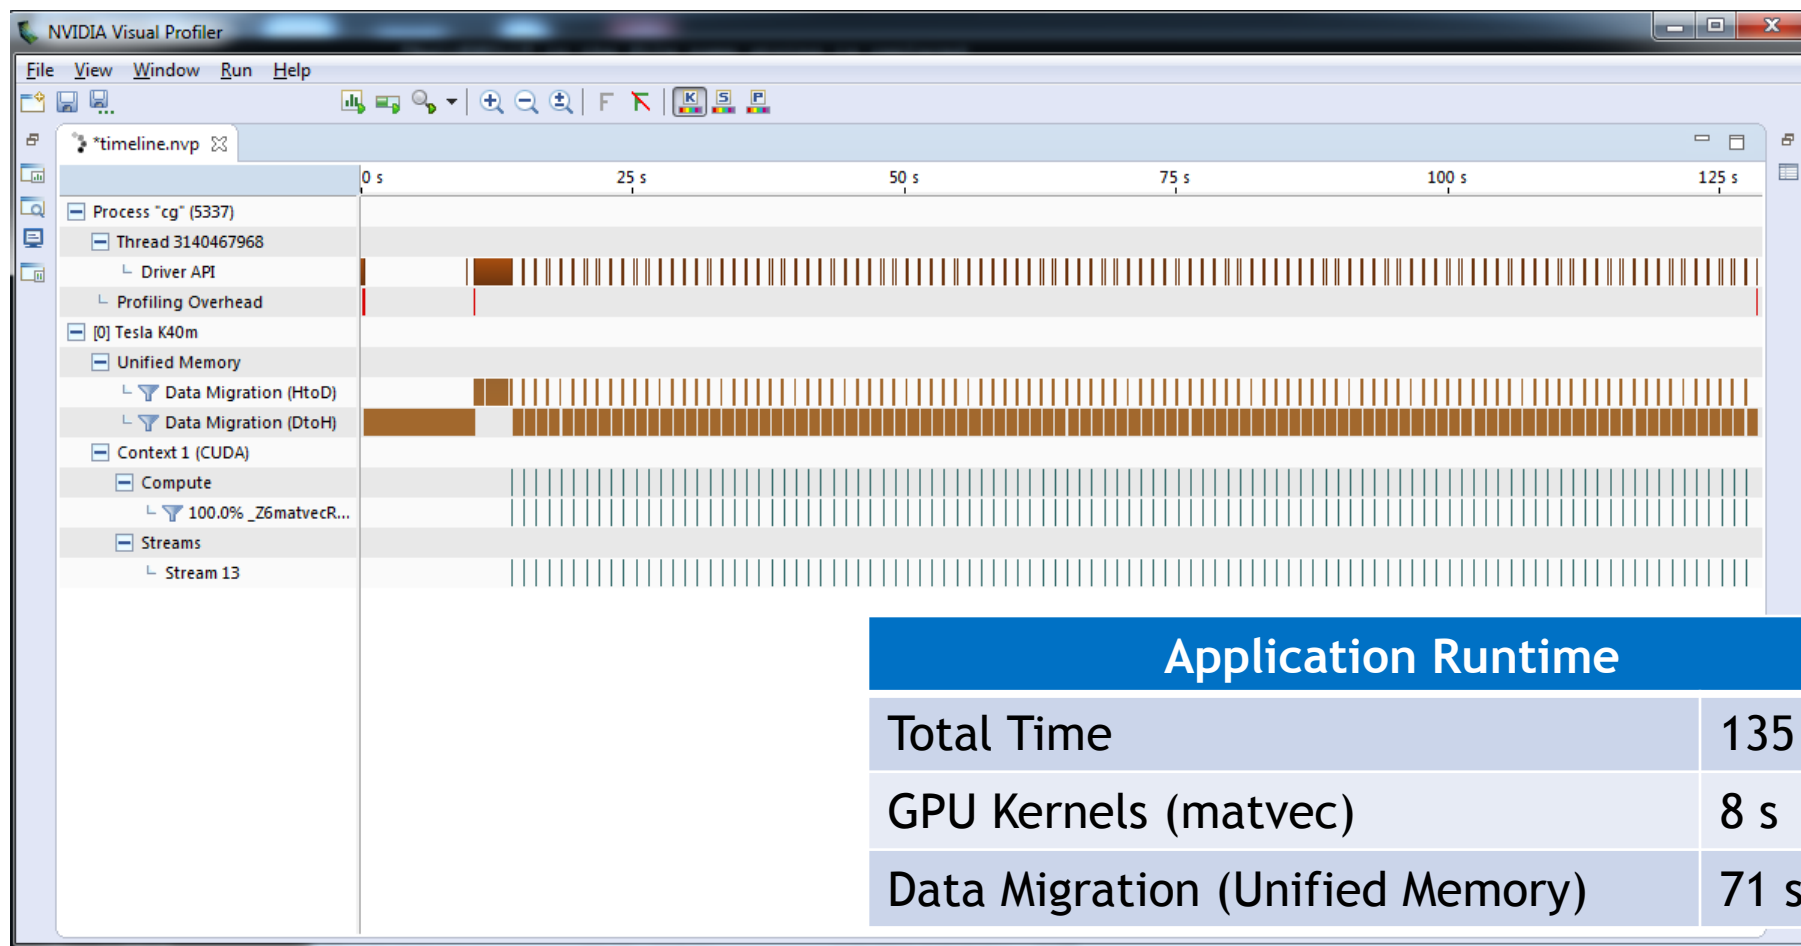 NVIDIA Visual Profiler
File View Window Run Help
F F K S P
*timeline.nvp
0 s 25 s 50 s 75 s 100 s 125 s
Process "cg" (5337)
Thread 3140467968
Driver API
Profiling Overhead
[0] Tesla K40m
Unified Memory
Data Migration (HtoD)
Data Migration (DtoH)
Context 1 (CUDA)
Compute
100.0% _Z6matvecR...
Streams
Stream 13
Application Runtime
Total Time 135
GPU Kernels (matvec) 8 s
Data Migration (Unified Memory) 71 s